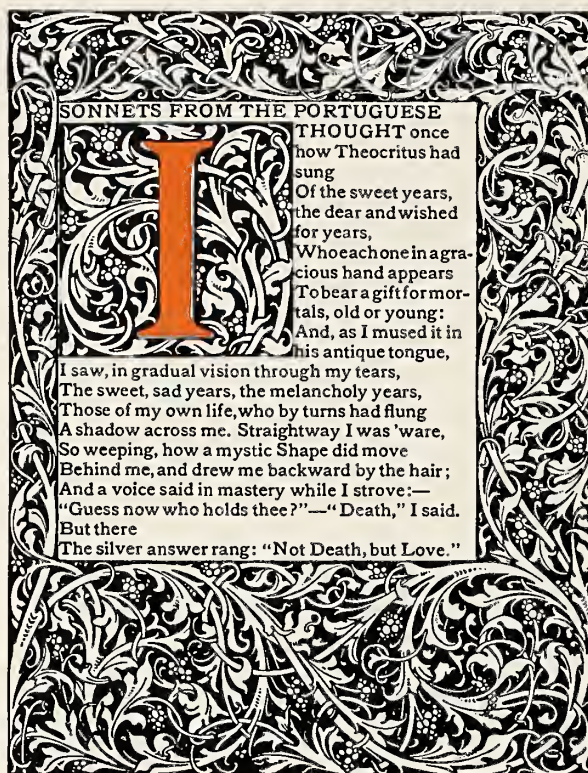 SONNETS FROM THE PORTUGUESE
I THOUGHT once
how Theocritus had
sung
Of the sweet years,
the dear and wished
for years,
Who each one in a gra-
cious hand appears
To bear a gift for mor-
tals, old or young:
And, as I mused it in
his antique tongue,
I saw, in gradual vision through my tears,
The sweet, sad years, the melancholy years,
Those of my own life, who by turns had flung
A shadow across me. Straightway I was 'ware,
So weeping, how a mystic Shape did move
Behind me, and drew me backward by the hair;
And a voice said in mastery while I strove:—
“Guess now who holds thee?”—“Death,” I said.
But there
The silver answer rang: “Not Death, but Love.”